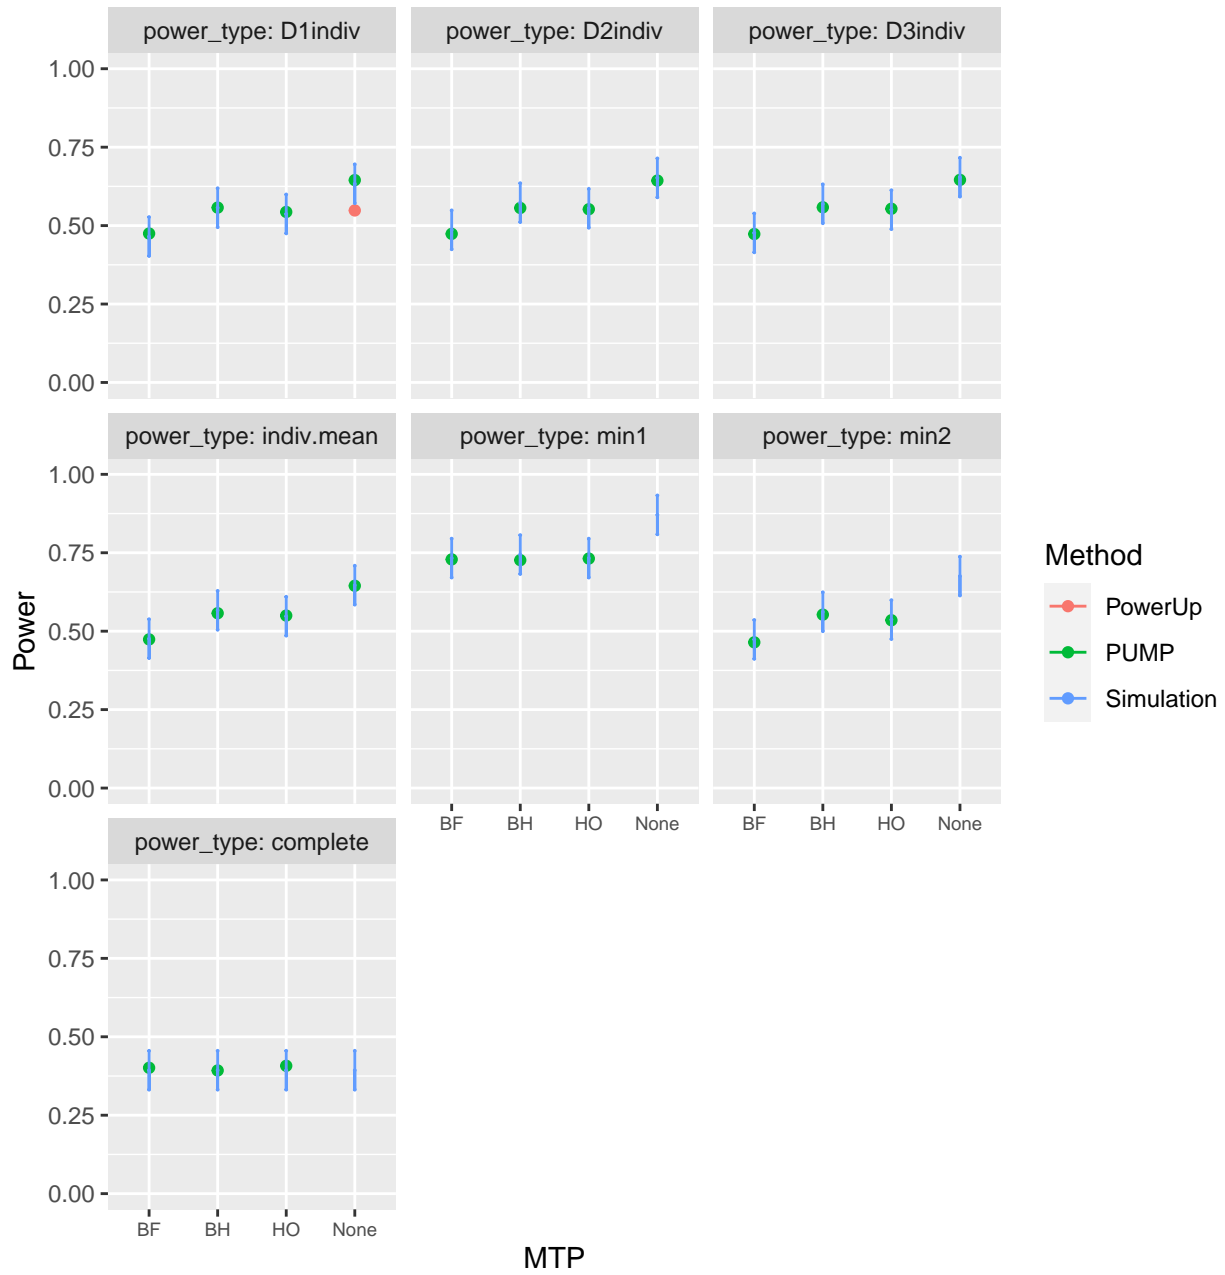 power_type: D1indiv power_type: D2indiv power_type: D3indiv
1.00
0.75
0.50
0.25
0.00
power_type: indiv.mean power_type: min1 power_type: min2
1.00
0.75
0.50
0.25
0.00
BF BH HO None BF BH HO None
power_type: complete
1.00
0.75
0.50
0.25
0.00
BF BH HO None
MTP
Power
Method
PowerUp
PUMP
Simulation